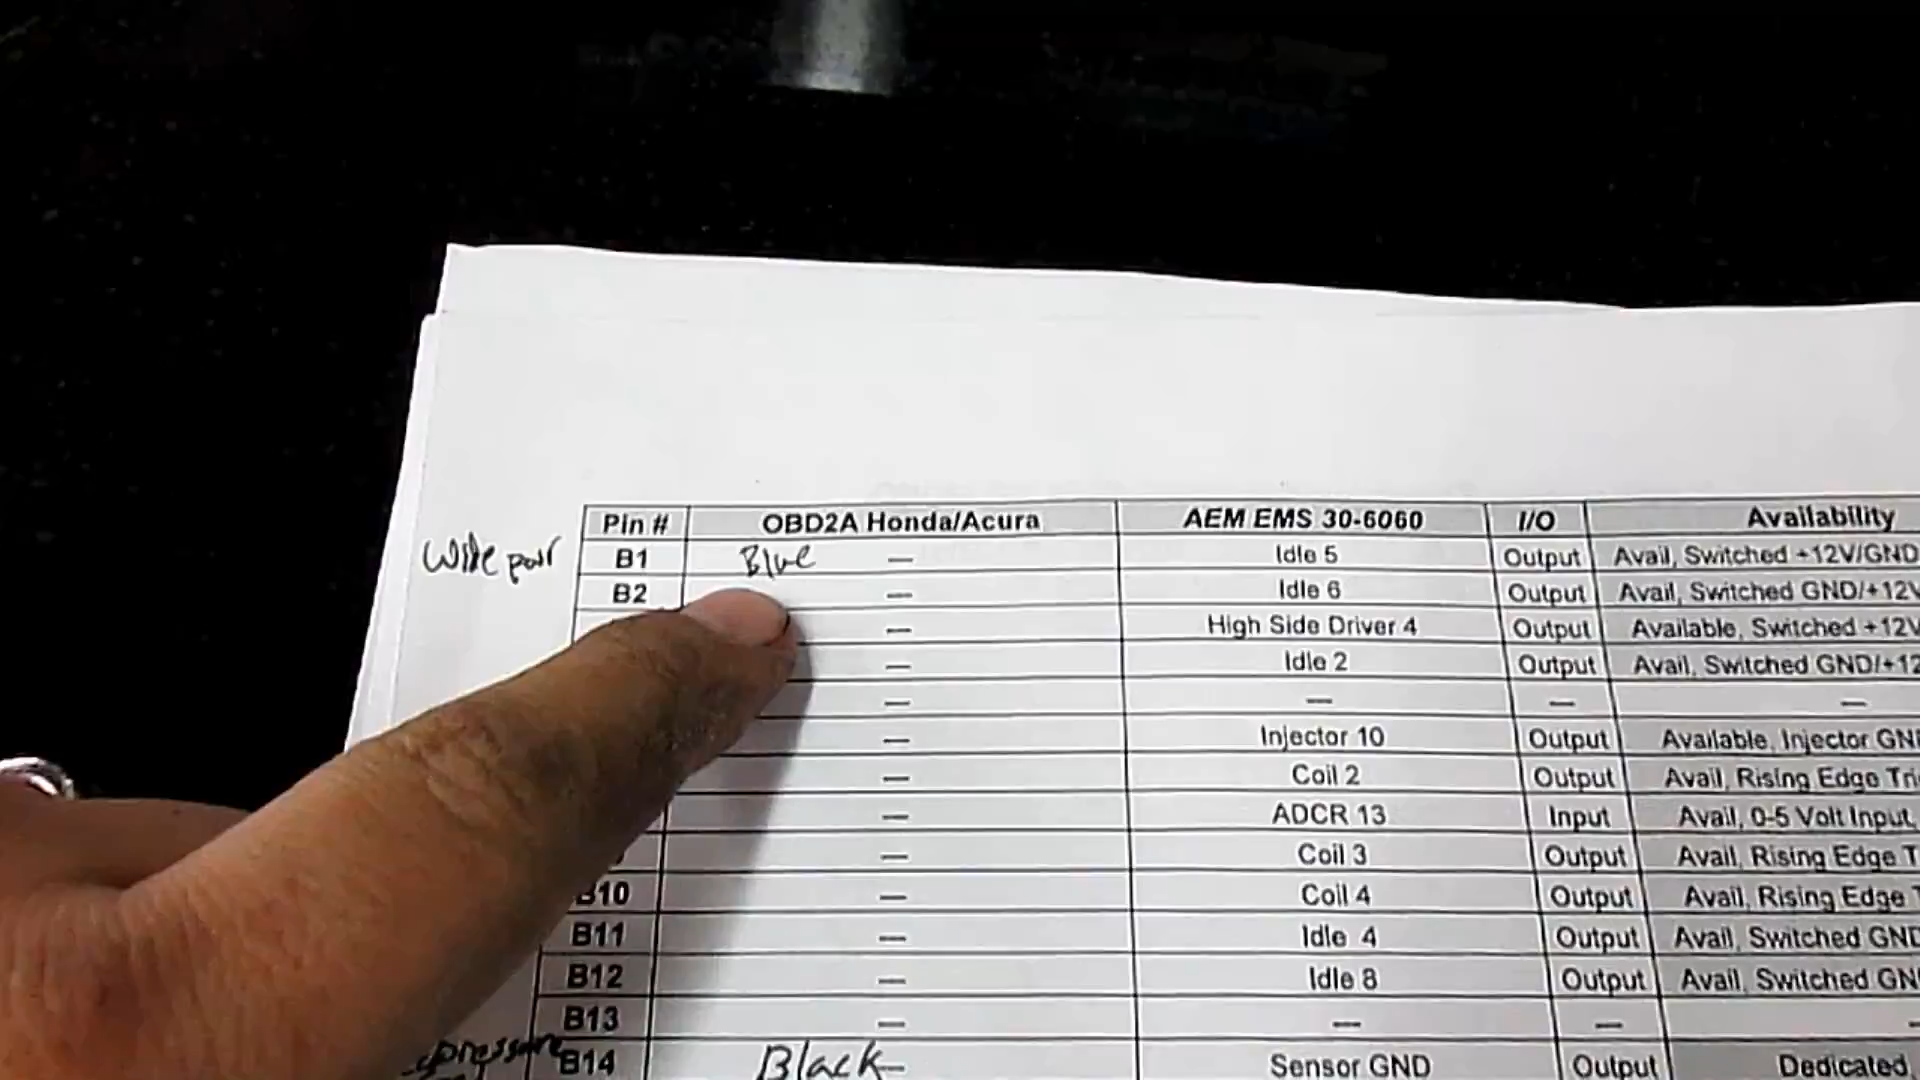 Pin # OBD2A Honda/Acura AEM EMS 30-6060 I/O Availability
B1 Blue — Idle 5 Output Avail, Switched +12V/GND
B2 — Idle 6 Output Avail, Switched GND/+12V
— High Side Driver 4 Output Available, Switched +12V
— Idle 2 Output Avail, Switched GND/+12
— — — —
— Injector 10 Output Available, Injector GN
— Coil 2 Output Avail, Rising Edge Tri
— ADCR 13 Input Avail, 0-5 Volt Input,
— Coil 3 Output Avail, Rising Edge T
B10 — Coil 4 Output Avail, Rising Edge T
B11 — Idle 4 Output Avail, Switched GND
B12 — Idle 8 Output Avail, Switched GN
B13 — — — —
pressure B14 Black — Sensor GND Output Dedicated,